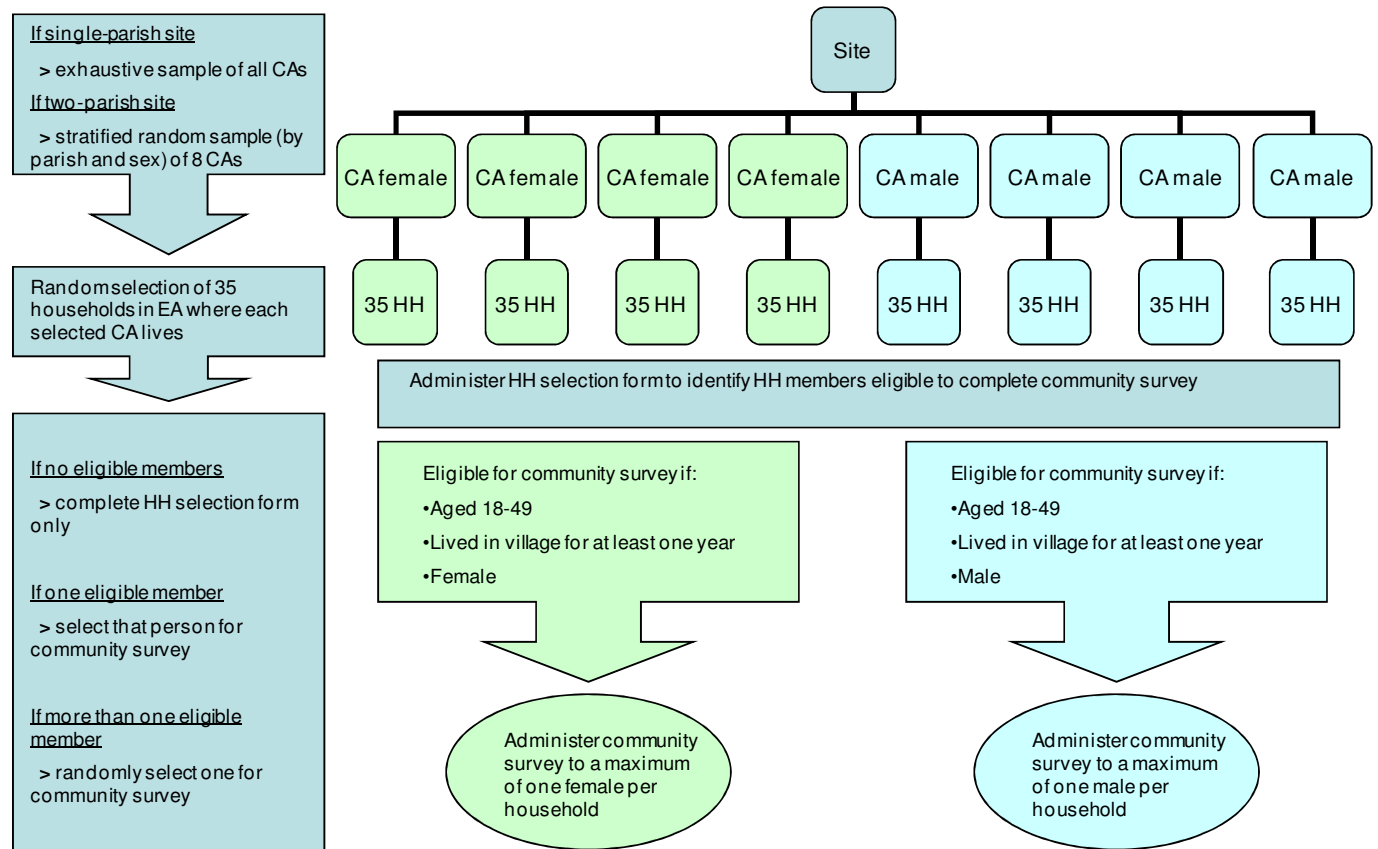 If single-parish site
> exhaustive sample of all CAs
If two-parish site
> stratified random sample (by
parish and sex) of 8 CAs
Random selection of 35
households in EA where each
selected CA lives
If no eligible members
> complete HH selection form
only
If one eligible member
> select that person for
community survey
If more than one eligible
member
> randomly select one for
community survey
Site
CA female
CA female
CA female
CA female
CA male
CA male
CA male
CA male
35 HH
35 HH
35 HH
35 HH
35 HH
35 HH
35 HH
35 HH
Administer HH selection form to identify HH members eligible to complete community survey
Eligible for community survey if:
•Aged 18-49
•Lived in village for at least one year
•Female
Eligible for community survey if:
•Aged 18-49
•Lived in village for at least one year
•Male
Administer community
survey to a maximum
of one female per
household
Administer community
survey to a maximum
of one male per
household